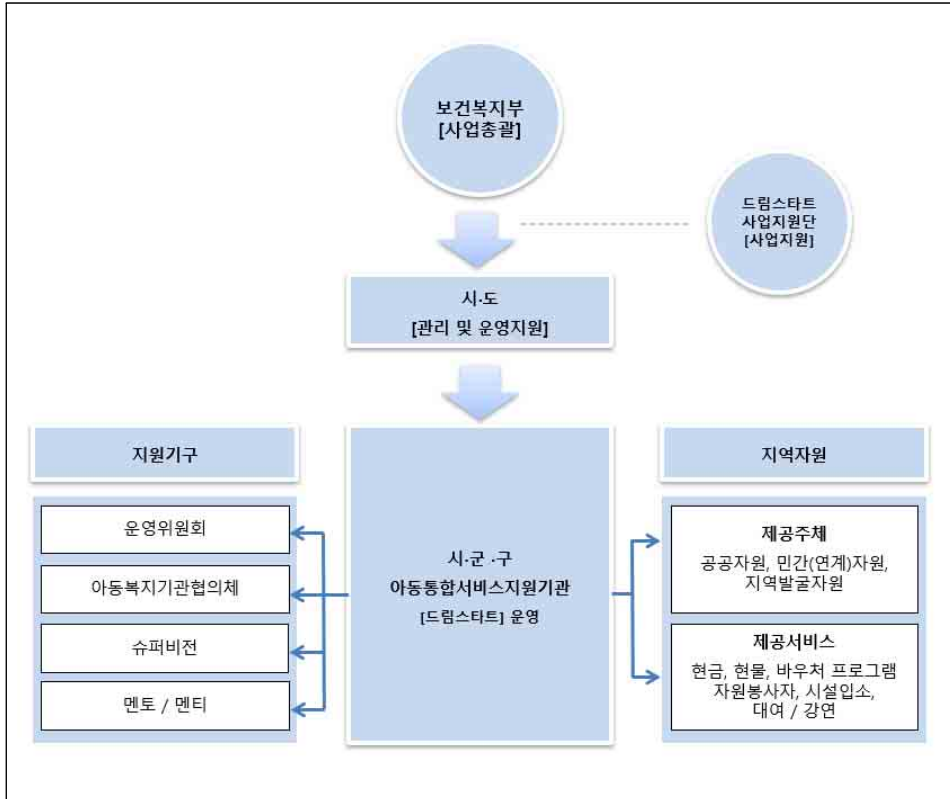 보건복지부
[사업총괄]
드림스타트
사업지원단
[사업지원]
시·도
[관리 및 운영지원]
지원기구
운영위원회
아동복지기관협의체
슈퍼비전
멘토 / 멘티
시·군 ·구
아동통합서비스지원기관
[드림스타트] 운영
지역자원
제공주체
공공자원, 민간(연계)자원,
지역발굴자원
제공서비스
현금, 현물, 바우처 프로그램
자원봉사자, 시설입소,
대여 / 강연